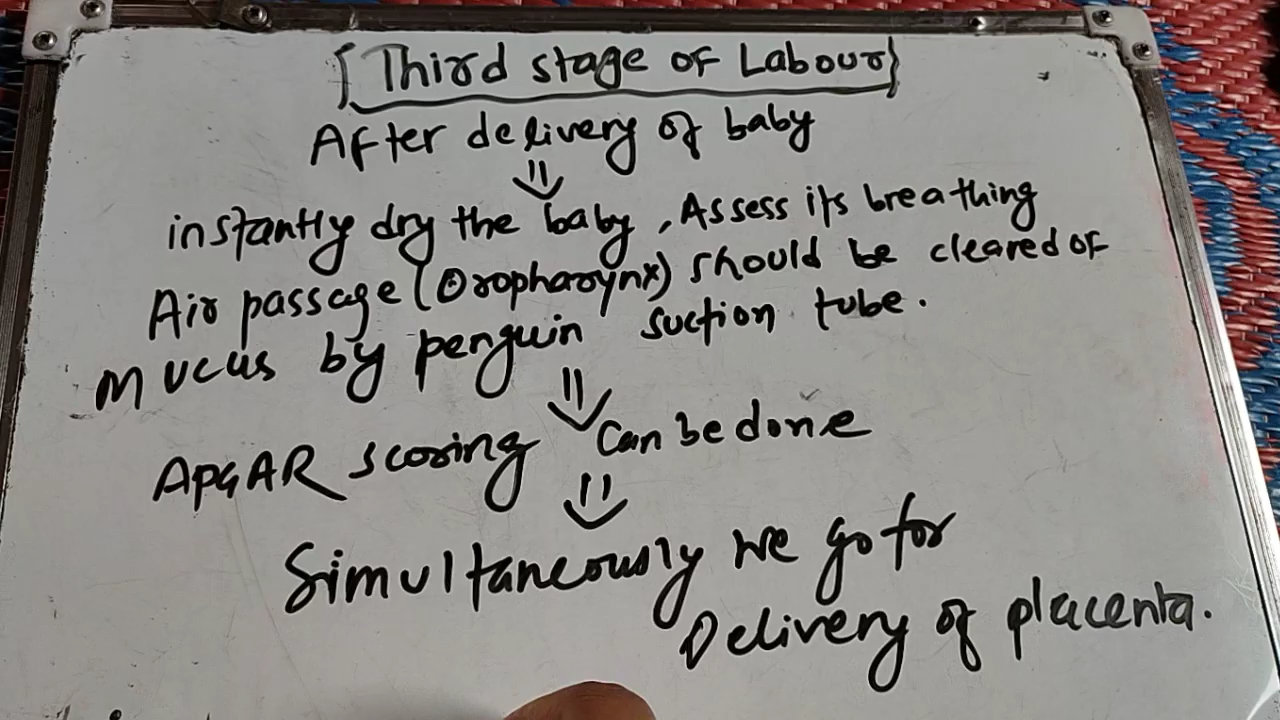 {Third stage of Labour}
After delivery of baby
⇓
instantly dry the baby, Assess its breathing
Air passage (Oropharynx) should be cleared of
mucus by penguin suction tube.
⇓
APGAR scoring Can be done
⇓
Simultaneously we go for
Delivery of placenta.